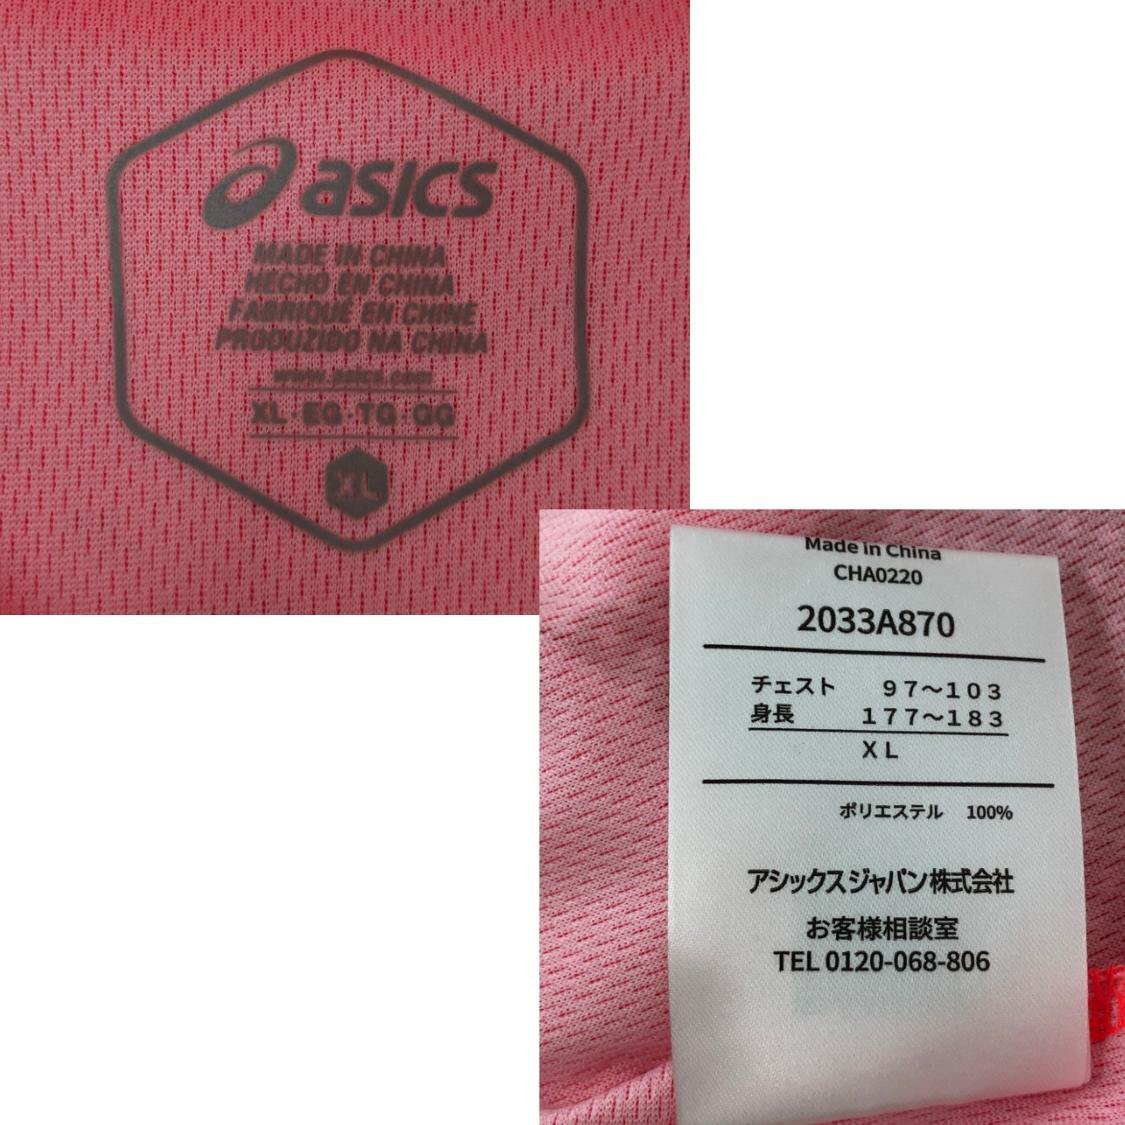 asics
MADE IN CHINA
HECHO EN CHINA
FABRIQUÉ EN CHINE
PRODUZIDO NA CHINA
www.asics.com
XL·EG·TG·GG
XL
Made in China
CHA0220
2033A870
チェスト 97～103
身長 177～183
XL
ポリエステル 100%
アシックスジャパン株式会社
お客様相談室
TEL 0120-068-806